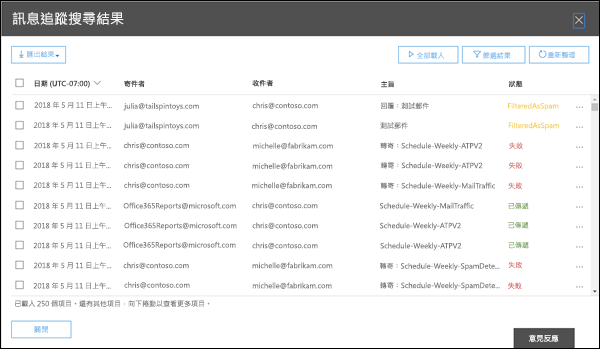 訊息追蹤搜尋結果
匯出結果 全部載入 篩選結果 重新整理
日期 (UTC-07:00) 寄件者 收件者 主旨 狀態
2018 年 5 月 11 日上午... julia@tailspintoys.com chris@contoso.com 回覆：測試郵件 FilteredAsSpam ...
2018 年 5 月 11 日上午... julia@tailspintoys.com chris@contoso.com 測試郵件 FilteredAsSpam ...
2018 年 5 月 11 日上午... chris@contoso.com michelle@fabrikam.com 轉寄：Schedule-Weekly-ATPV2 失敗 ...
2018 年 5 月 11 日上午... chris@contoso.com michelle@fabrikam.com 轉寄：Schedule-Weekly-ATPV2 失敗 ...
2018 年 5 月 11 日上午... chris@contoso.com michelle@fabrikam.com 轉寄：Schedule-Weekly-MailTraffic 失敗 ...
2018 年 5 月 11 日上午... Office365Reports@microsoft.com chris@contoso.com Schedule-Weekly-MailTraffic 已傳遞 ...
2018 年 5 月 11 日上午... Office365Reports@microsoft.com chris@contoso.com Schedule-Weekly-ATPV2 已傳遞 ...
2018 年 5 月 11 日上午... Office365Reports@microsoft.com chris@contoso.com Schedule-Weekly-ATPV2 已傳遞 ...
2018 年 5 月 11 日上午... chris@contoso.com michelle@fabrikam.com 轉寄：Schedule-Weekly-SpamDete... 失敗 ...
2018 年 5 月 11 日上午... chris@contoso.com michelle@fabrikam.com 轉寄：Schedule-Weekly-SpamDete... 失敗 ...
已載入 250 個項目。還有其他項目，向下捲動以查看更多項目。
關閉
意見反應